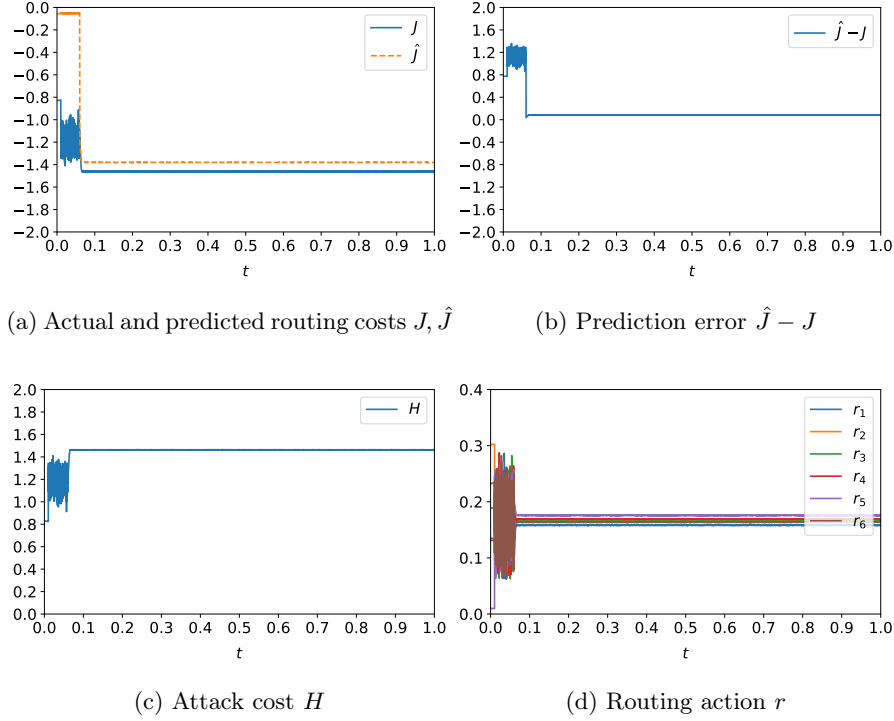 0.0
−0.2
−0.4
−0.6
−0.8
−1.0
−1.2
−1.4
−1.6
−1.8
−2.0
0.0 0.1 0.2 0.3 0.4 0.5 0.6 0.7 0.8 0.9 1.0
t
J
Ĵ
(a) Actual and predicted routing costs J, Ĵ
2.0
1.6
1.2
0.8
0.4
0.0
−0.4
−0.8
−1.2
−1.6
−2.0
0.0 0.1 0.2 0.3 0.4 0.5 0.6 0.7 0.8 0.9 1.0
t
Ĵ − J
(b) Prediction error Ĵ − J
2.0
1.8
1.6
1.4
1.2
1.0
0.8
0.6
0.4
0.2
0.0
0.0 0.1 0.2 0.3 0.4 0.5 0.6 0.7 0.8 0.9 1.0
t
H
(c) Attack cost H
0.4
0.3
0.2
0.1
0.0
0.0 0.1 0.2 0.3 0.4 0.5 0.6 0.7 0.8 0.9 1.0
t
r₁
r₂
r₃
r₄
r₅
r₆
(d) Routing action r